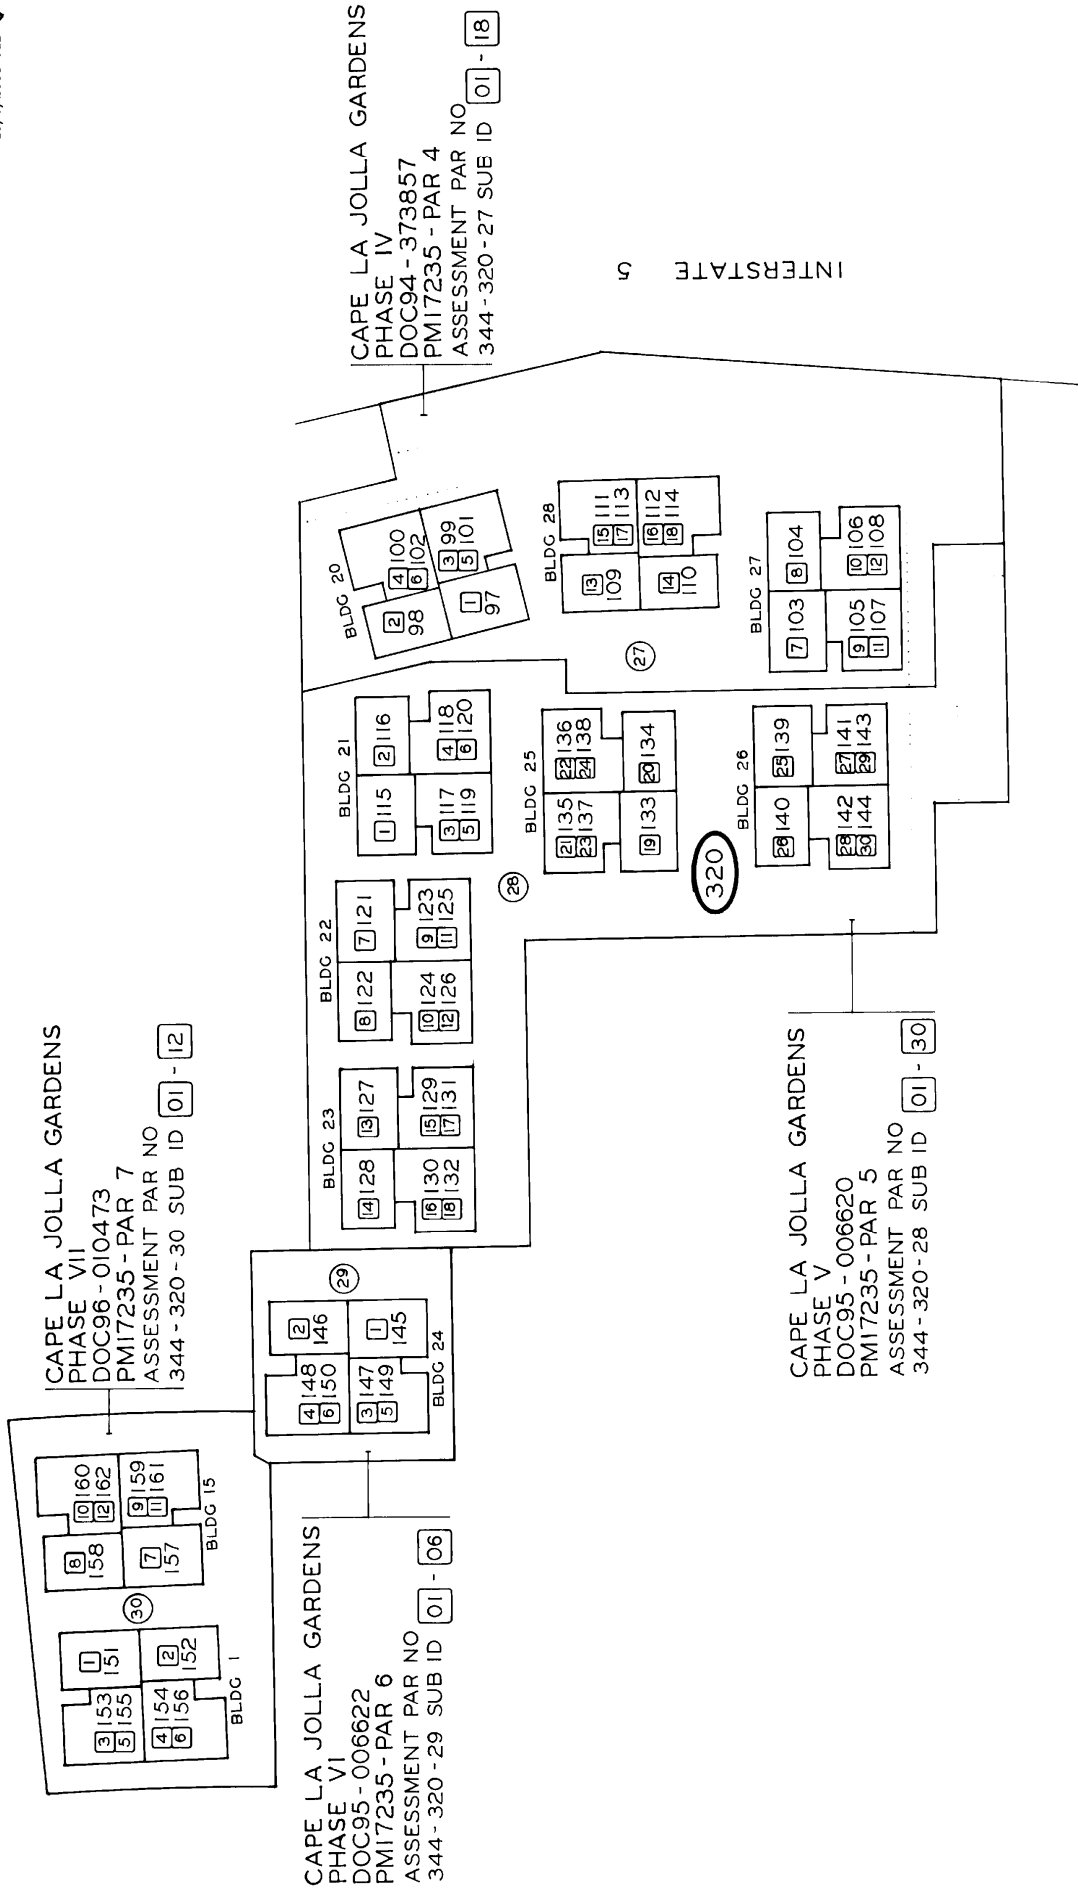 CAPE LA JOLLA GARDENS
PHASE VII
DOC96-010473
PM17235-PAR 7
ASSESSMENT PAR NO
344-320-30 SUB ID 01 - 12
CAPE LA JOLLA GARDENS
PHASE IV
DOC94-373857
PM17235-PAR 4
ASSESSMENT PAR NO
344-320-27 SUB ID 01 - 18
CAPE LA JOLLA GARDENS
PHASE VI
DOC95-006622
PM17235-PAR 6
ASSESSMENT PAR NO
344-320-29 SUB ID 01 - 06
CAPE LA JOLLA GARDENS
PHASE V
DOC95-006620
PM17235-PAR 5
ASSESSMENT PAR NO
344-320-28 SUB ID 01 - 30
INTERSTATE 5
BLDG 1
3 153
5 155
1
151
4 154
6 156
2
152
30
BLDG 15
8
158
10 160
12 162
7
157
9 159
11 161
BLDG 24
4 148
6 150
2
146
3 147
5 149
1
145
29
BLDG 23
14 128
13 127
16 130
18 132
15 129
17 131
BLDG 22
8 122
7 121
10 124
12 126
9 123
11 125
28
BLDG 21
1 115
2 116
3 117
5 119
4 118
6 120
BLDG 20
2
98
4 100
6 102
1
97
3 99
5 101
BLDG 25
21 135
23 137
22 136
24 138
19 133
20 134
320
BLDG 28
13
109
15 111
17 113
14
110
16 112
18 114
27
BLDG 26
26 140
25 139
28 142
30 144
27 141
29 143
BLDG 27
7 103
8 104
9 105
11 107
10 106
12 108